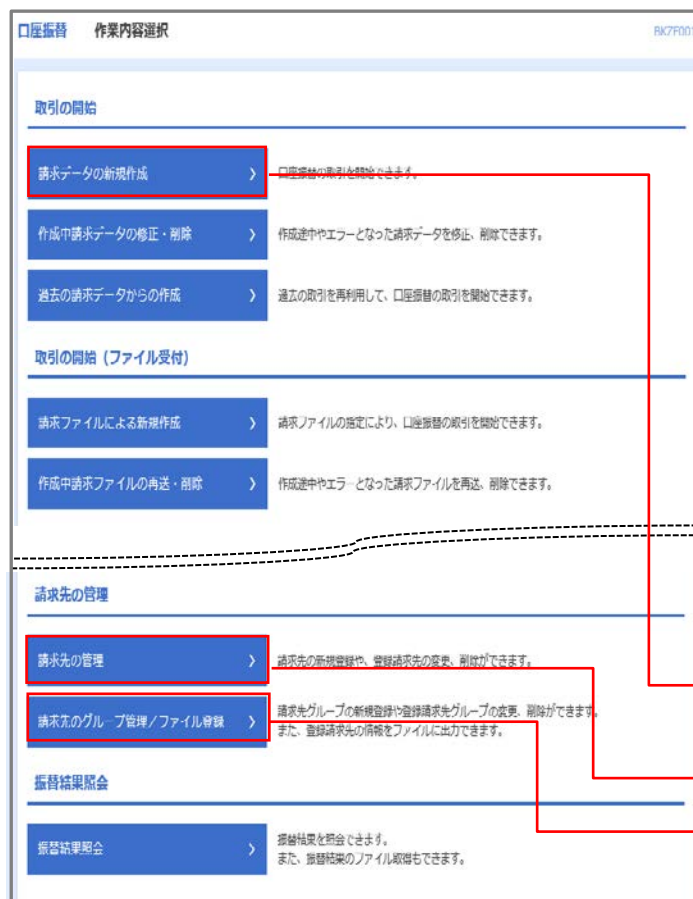 口座振替 作業内容選択 BKZF001
取引の開始
請求データの新規作成 口座振替の取引を開始できます。
作成中請求データの修正・削除 作成途中やエラーとなった請求データを修正、削除できます。
過去の請求データからの作成 過去の取引を再利用して、口座振替の取引を開始できます。
取引の開始（ファイル受付）
請求ファイルによる新規作成 請求ファイルの指定により、口座振替の取引を開始できます。
作成中請求ファイルの再送・削除 作成途中やエラーとなった請求ファイルを再送、削除できます。
請求先の管理
請求先の管理 請求先の新規登録や、登録請求先の変更、削除ができます。
請求先のグループ管理／ファイル登録 請求先グループの新規登録や登録請求先グループの変更、削除ができます。
また、登録請求先の情報をファイルに出力できます。
振替結果照会
振替結果照会 振替結果を照会できます。
また、振替結果のファイル取得もできます。